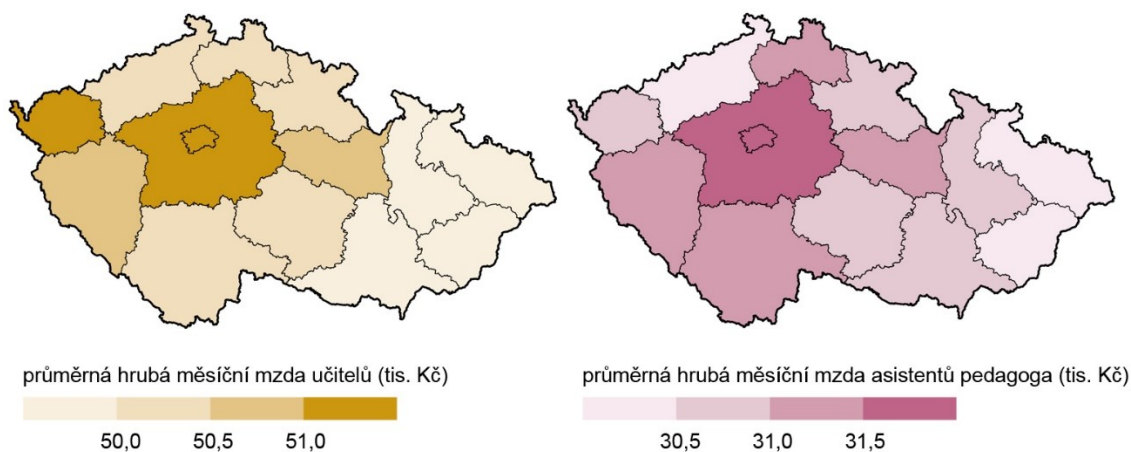 průměrná hrubá měsíční mzda učitelů (tis. Kč)
50,0 50,5 51,0
průměrná hrubá měsíční mzda asistentů pedagoga (tis. Kč)
30,5 31,0 31,5